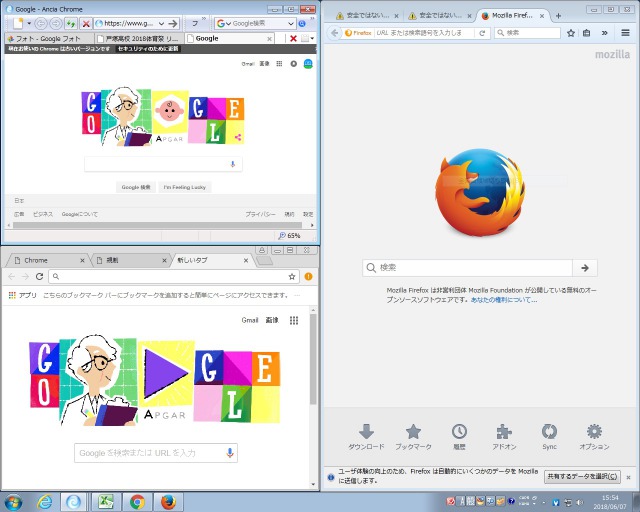 Google - Ancia Chrome
https://www.g...
フ
Google検索
フォト - Google フォト
戸塚高校 2018体育祭 リ...
Google
現在お使いの Chrome は古いバージョンです
セキュリティのために更新
Gmail 画像
G
O
APGAR
G
L
E
Google 検索
I'm Feeling Lucky
日本
広告 ビジネス Googleについて
プライバシー 規約 設定
65%
Chrome
新しいタブ
アプリ
こちらのブックマーク バーにブックマークを追加すると簡単にページにアクセスできます。
Gmail 画像
G
O
APGAR
G
L
E
Google を検索または URL を入力
安全ではない...
安全ではない...
Mozilla Firef...
Firefox
URL または検索語句を入力しま
検索
mozilla
検索
Mozilla Firefox は非営利団体 Mozilla Foundation が公開している無料のオー
プンソースソフトウェアです。あなたの権利について...
ダウンロード
ブックマーク
履歴
アドオン
Sync
オプション
ユーザ体験の向上のため、Firefox は自動的にいくつかのデータを Mozilla
に送信します。
共有するデータを選択(C)
CAPS
KANA
15:54
2018/06/07